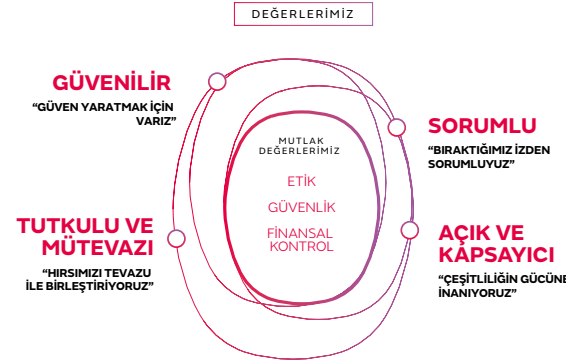 DEĞERLERİMİZ
GÜVENİLİR
“GÜVEN YARATMAK İÇİN
VARIZ”
SORUMLU
“BIRAKTIĞIMIZ İZDEN
SORUMLUYUZ”
MUTLAK
DEĞERLERİMİZ
ETİK
GÜVENLİK
FİNANSAL
KONTROL
TUTKULU VE
MÜTEVAZI
“HIRSIMIZI TEVAZU
İLE BİRLEŞTİRİYORUZ”
AÇIK VE
KAPSAYICI
“ÇEŞİTLİLİĞİN GÜCÜNE
İNANIYORUZ”